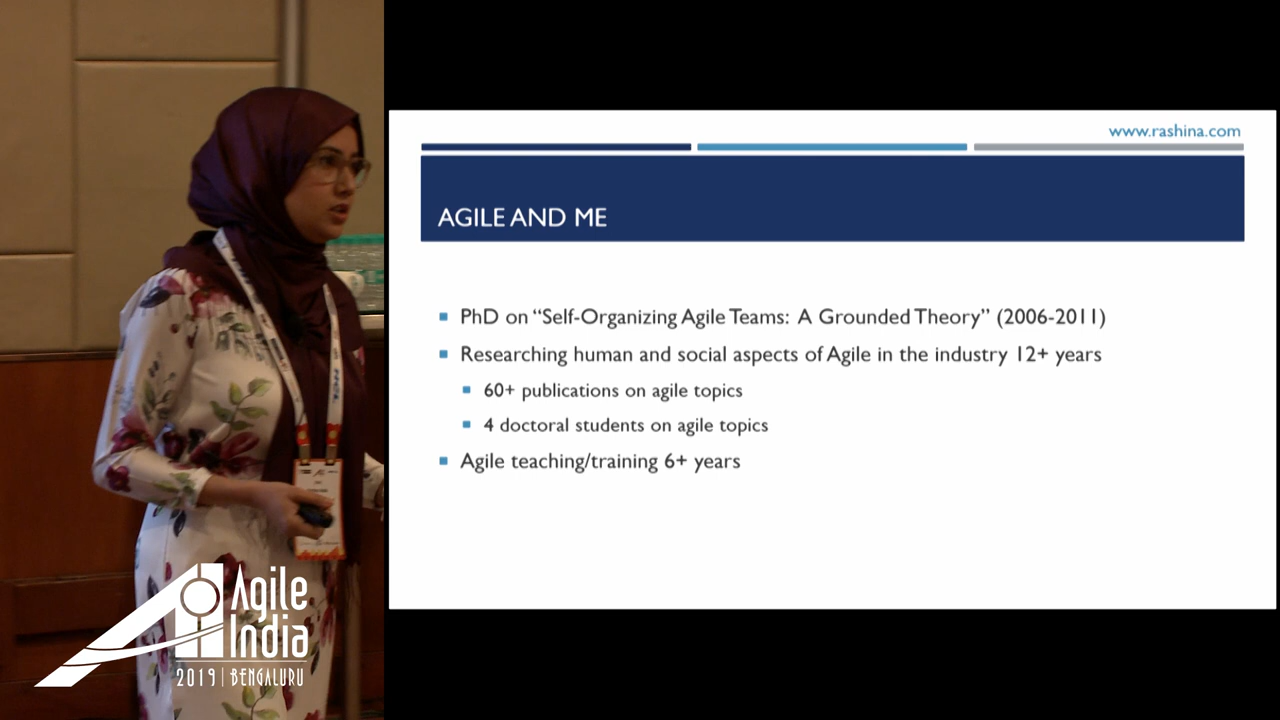 www.rashina.com
AGILE AND ME
PhD on “Self-Organizing Agile Teams: A Grounded Theory” (2006-2011)
Researching human and social aspects of Agile in the industry 12+ years
60+ publications on agile topics
4 doctoral students on agile topics
Agile teaching/training 6+ years
Agile
India
2019 | BENGALURU